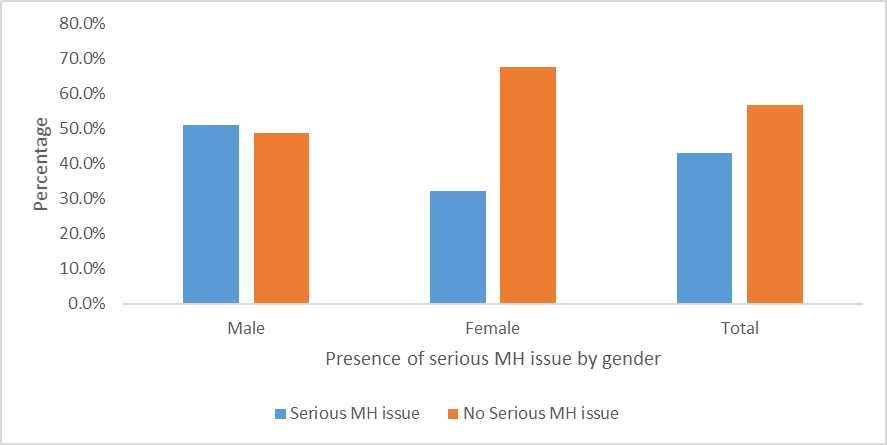 80.0%
70.0%
60.0%
50.0%
40.0%
30.0%
20.0%
10.0%
0.0%
Percentage
Male Female Total
Presence of serious MH issue by gender
Serious MH issue No Serious MH issue